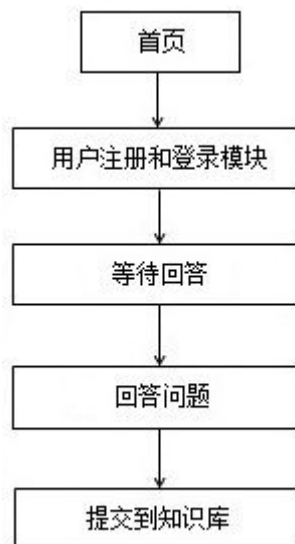 首页
用户注册和登录模块
等待回答
回答问题
提交到知识库